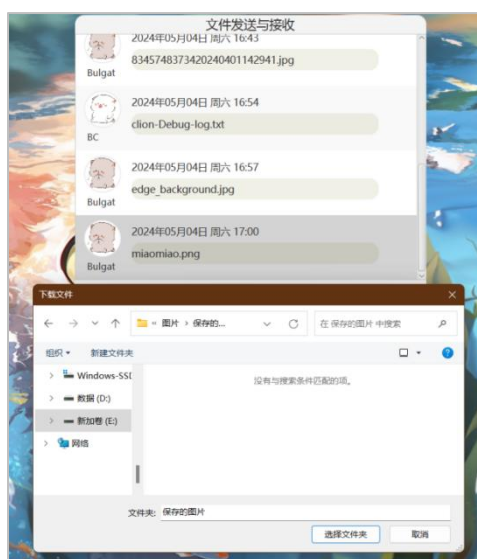 文件发送与接收
2024年05月04日 周六 16:43
8345748373420240401142941.jpg
Bulgat
2024年05月04日 周六 16:54
clion-Debug-log.txt
BC
2024年05月04日 周六 16:57
edge_background.jpg
Bulgat
2024年05月04日 周六 17:00
miaomiao.png
Bulgat
下载文件
« 图片 › 保存的...
在 保存的图片 中搜索
组织 新建文件夹
Windows-SSI
没有与搜索条件匹配的项。
数据 (D:)
新加卷 (E:)
网络
文件夹: 保存的图片
选择文件夹 取消